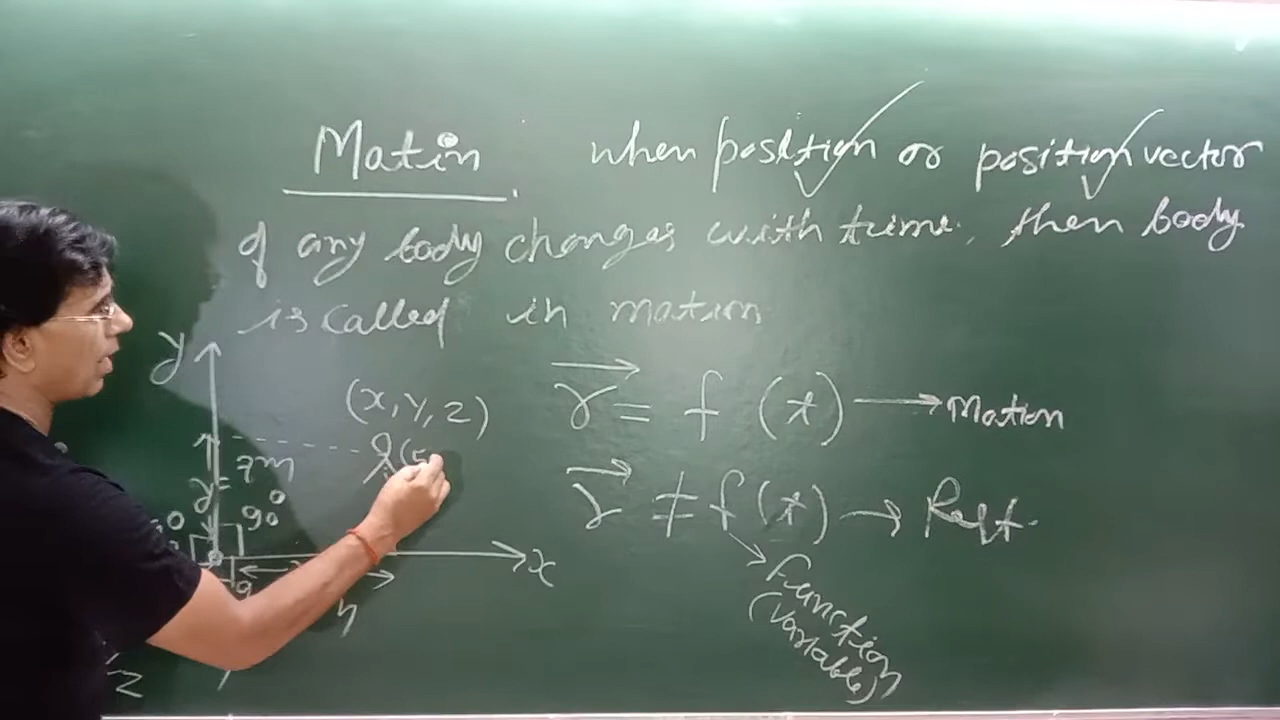 Motion when position or position vector
of any body changes with time, then body
is called in motion
y
(x, y, z)
r = f (t) → Motion
7m
y=
90
r ≠ f (t) → Rest.
x
Function
(Variable)
z